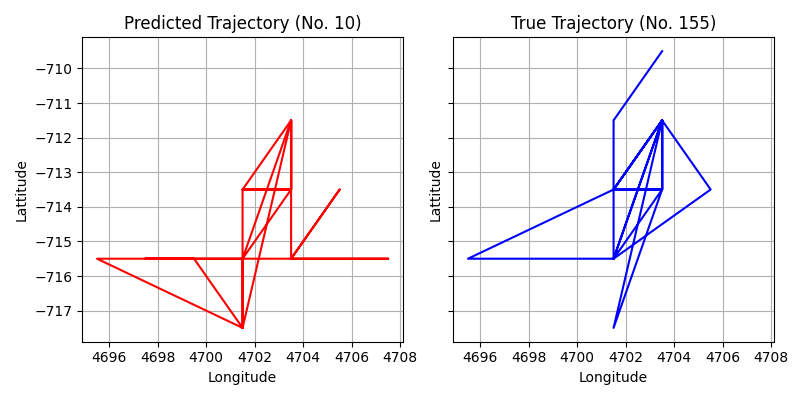 Predicted Trajectory (No. 10)
True Trajectory (No. 155)
Lattitude
−710
−711
−712
−713
−714
−715
−716
−717
4696 4698 4700 4702 4704 4706 4708
Longitude
Lattitude
4696 4698 4700 4702 4704 4706 4708
Longitude